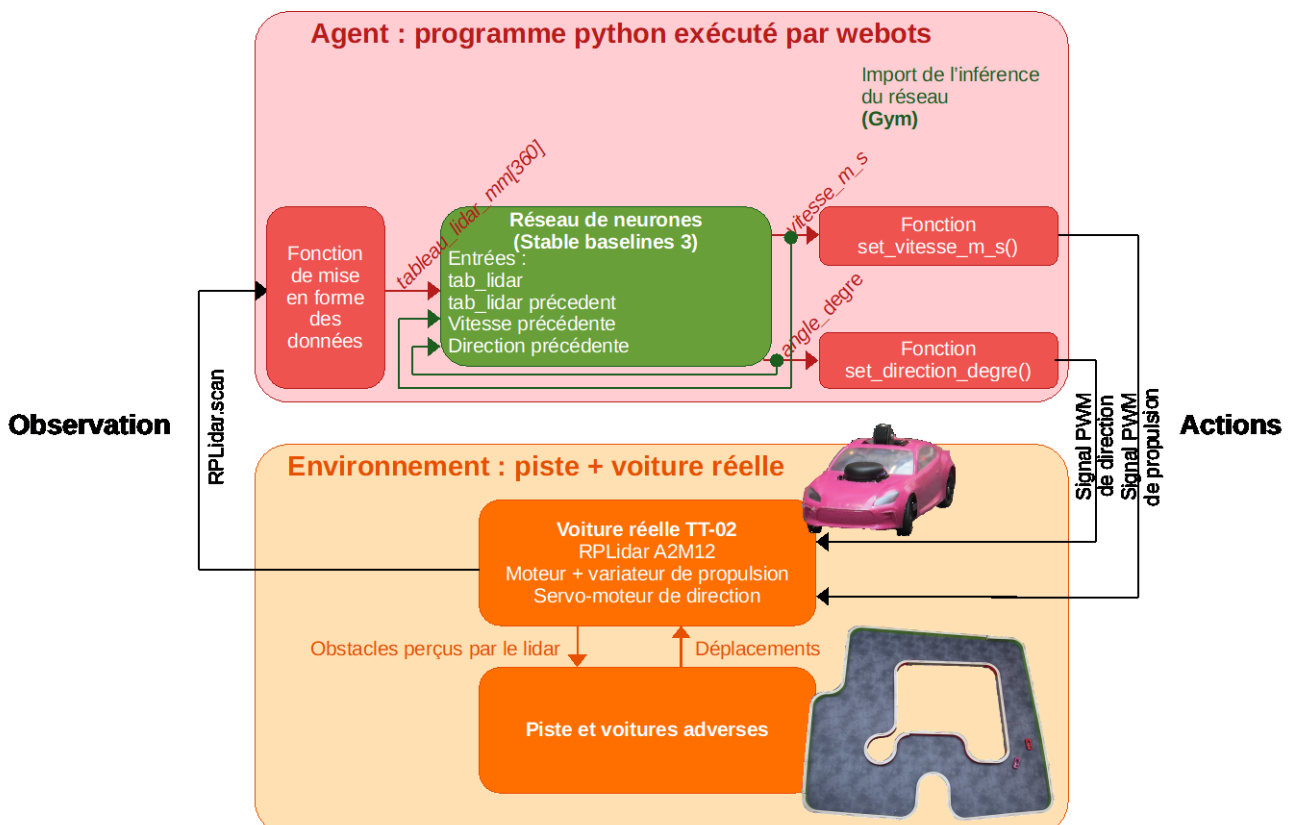 Agent : programme python exécuté par webots
Import de l'inférence
du réseau
(Gym)
tableau_lidar_mm[360]
vitesse_m_s
Réseau de neurones
(Stable baselines 3)
Entrées :
tab_lidar
tab_lidar précedent
Vitesse précédente
Direction précédente
Fonction
de mise
en forme
des
données
Fonction
set_vitesse_m_s()
angle_degre
Fonction
set_direction_degre()
Observation
RPLidar.scan
Signal PWM
de direction
Signal PWM
de propulsion
Actions
Environnement : piste + voiture réelle
Voiture réelle TT-02
RPLidar A2M12
Moteur + variateur de propulsion
Servo-moteur de direction
Obstacles perçus par le lidar
Déplacements
Piste et voitures adverses